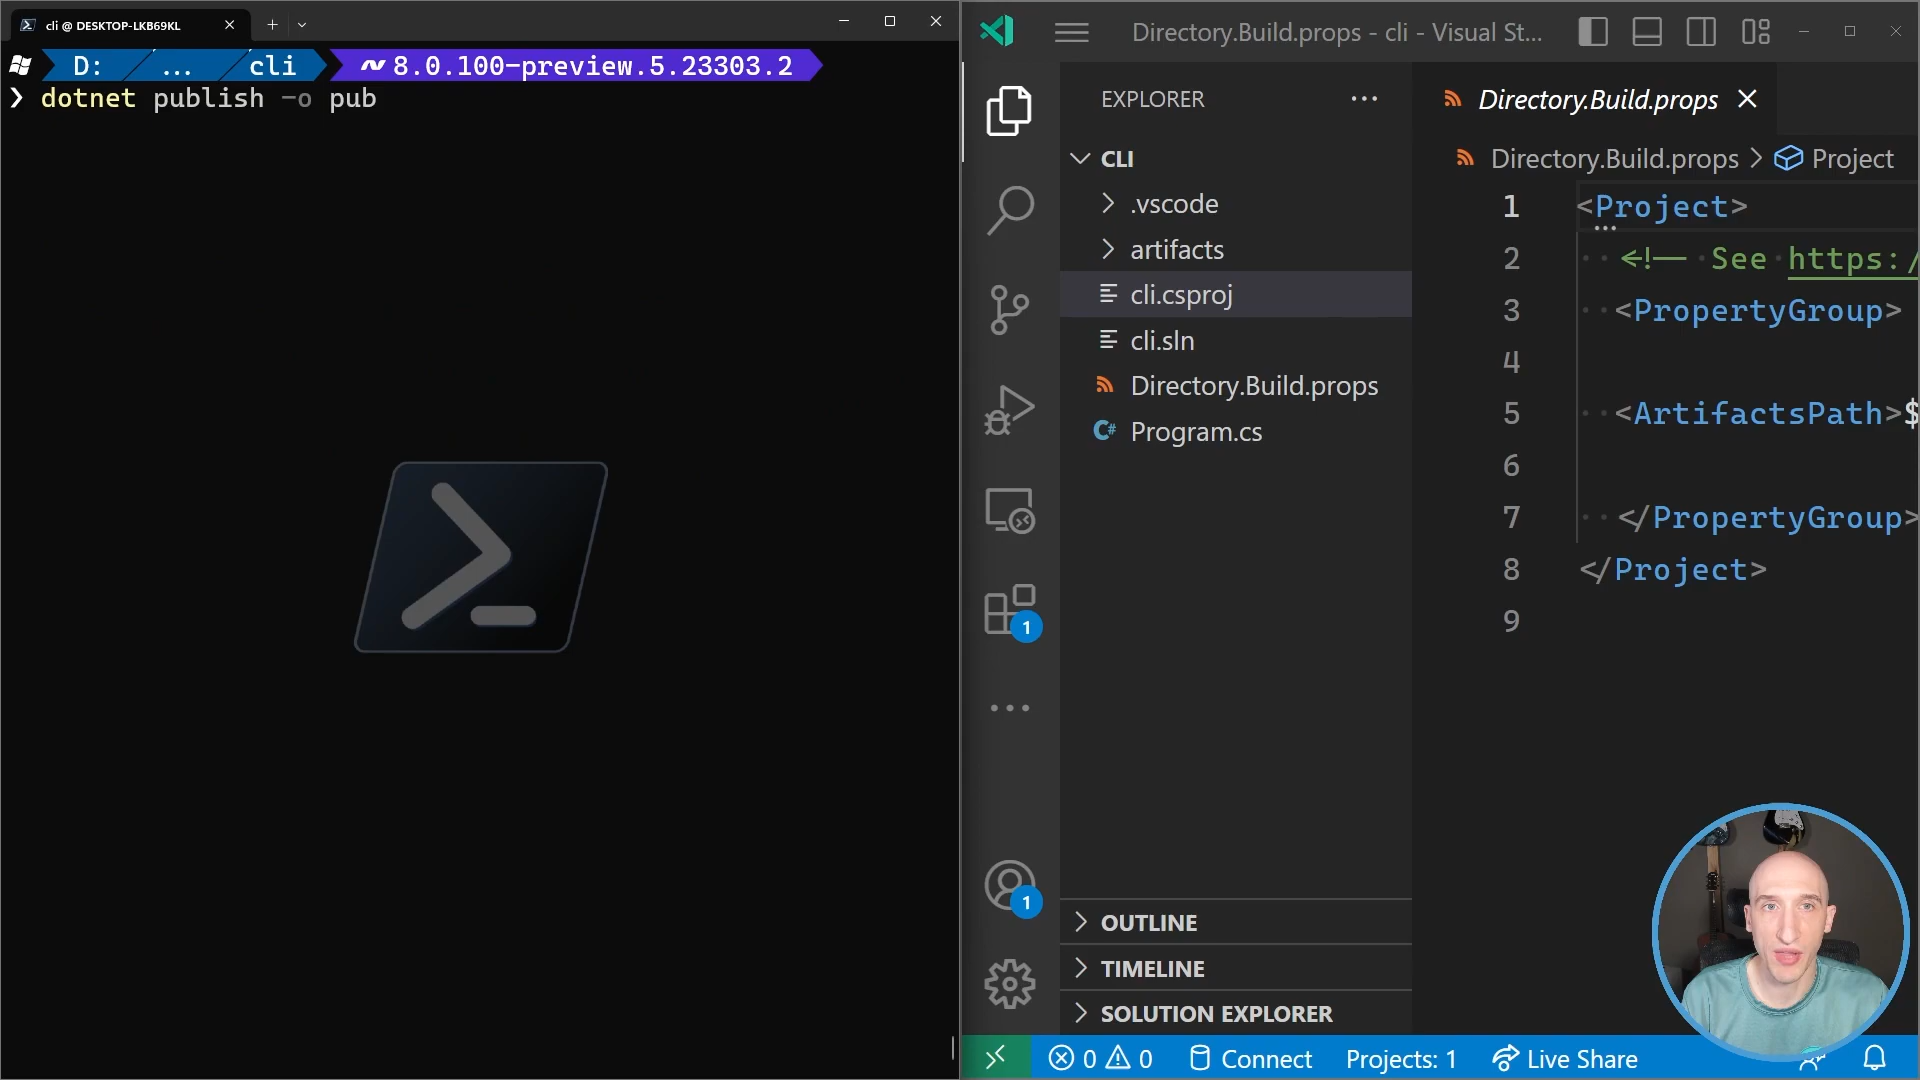 cli @ DESKTOP-LKB69KL
D: ... cli 8.0.100-preview.5.23303.2
❯ dotnet publish -o pub
Directory.Build.props - cli - Visual St...
EXPLORER
CLI
.vscode
artifacts
cli.csproj
cli.sln
Directory.Build.props
C# Program.cs
OUTLINE
TIMELINE
SOLUTION EXPLORER
1
1
Directory.Build.props
Directory.Build.props > Project
1 <Project>
2 <!-- See https:/
3 <PropertyGroup>
4
5 <ArtifactsPath>$
6
7 </PropertyGroup>
8 </Project>
9
0 0 Connect Projects: 1 Live Share